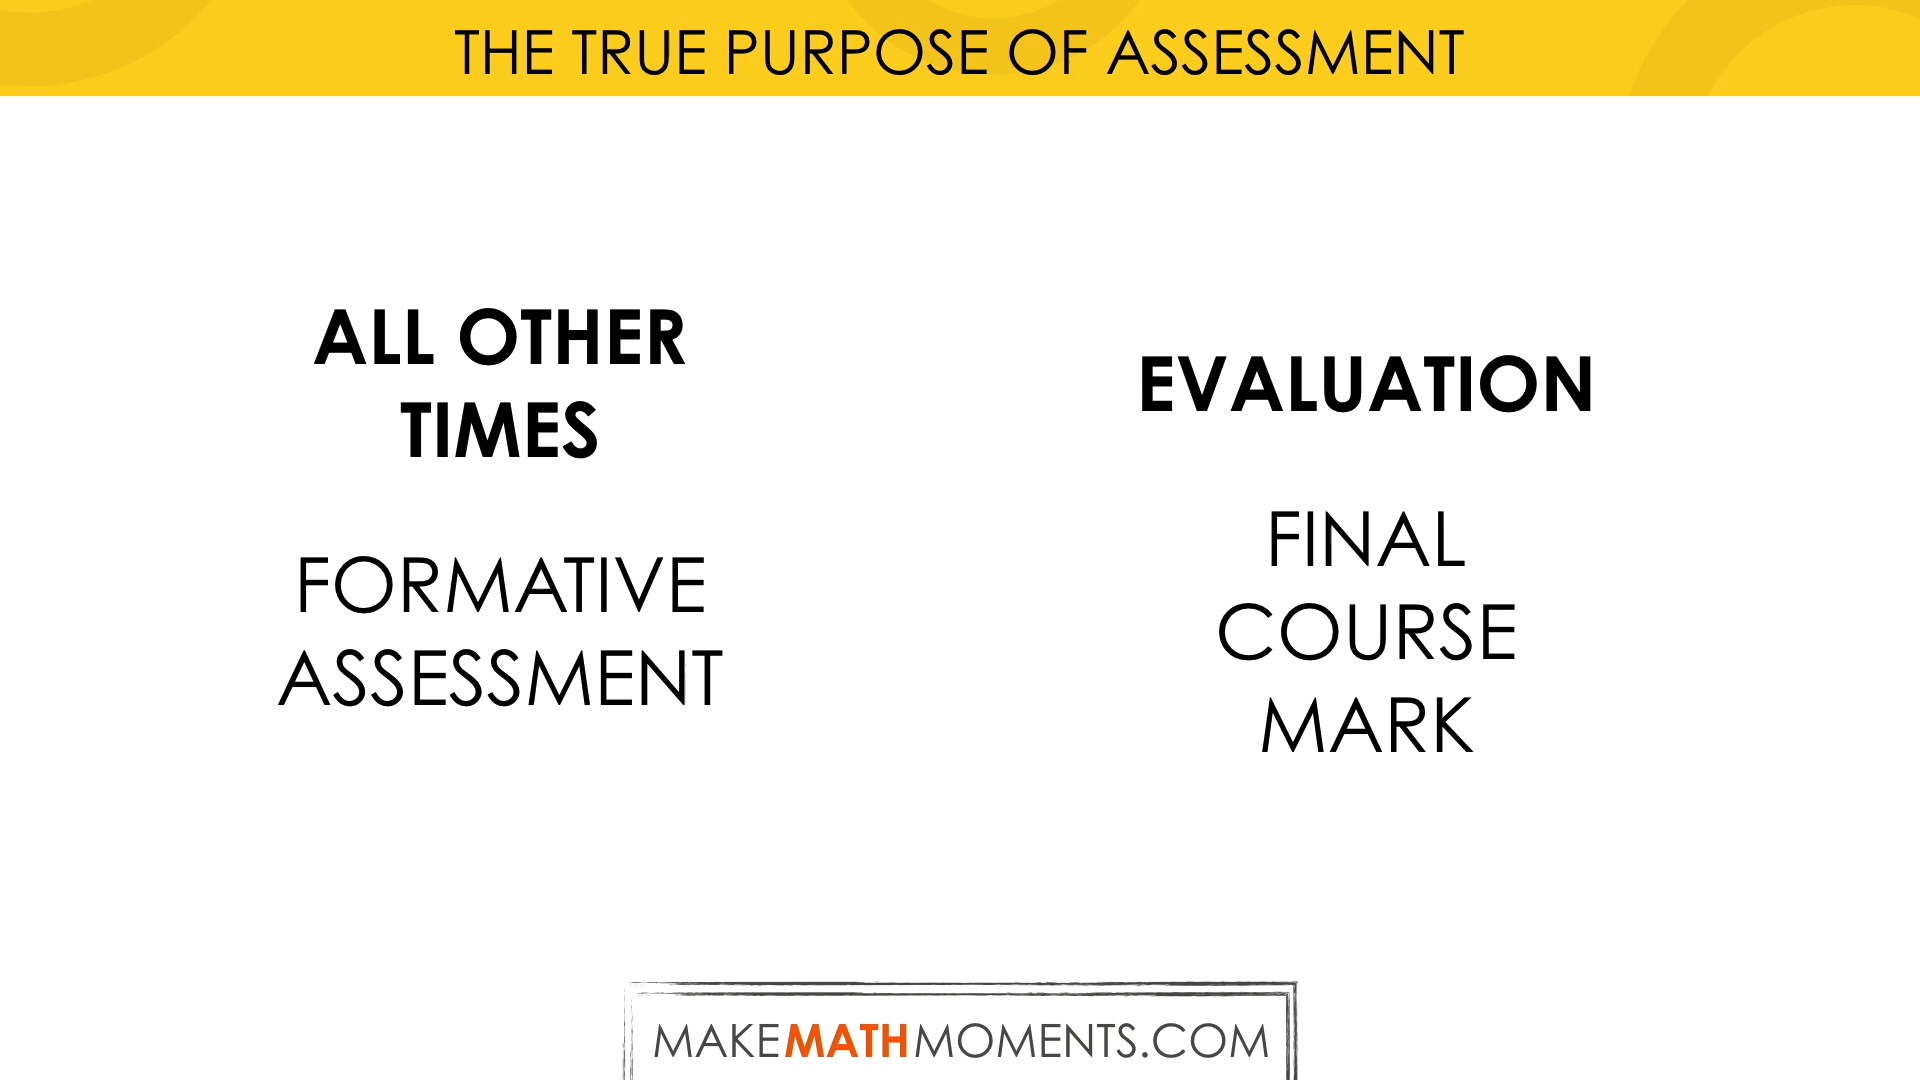 THE TRUE PURPOSE OF ASSESSMENT
ALL OTHER
TIMES
FORMATIVE
ASSESSMENT
EVALUATION
FINAL
COURSE
MARK
MAKEMATHMOMENTS.COM